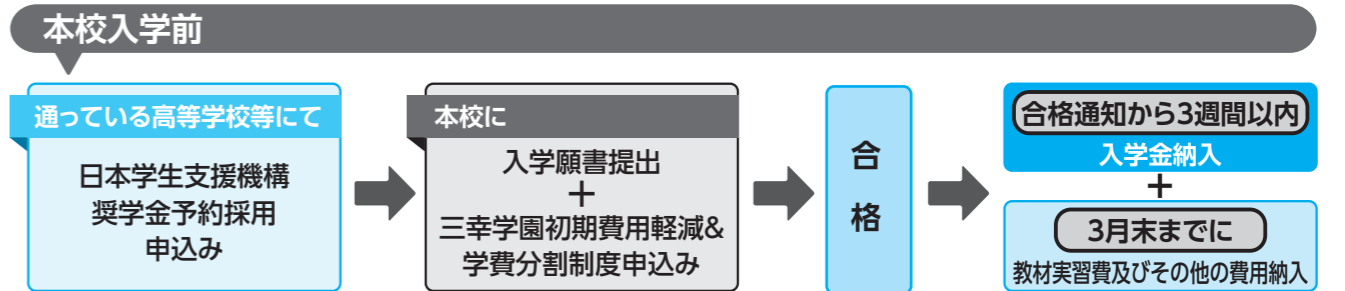 本校入学前
通っている高等学校等にて
日本学生支援機構
奨学金予約採用
申込み
本校に
入学願書提出
＋
三幸学園初期費用軽減&
学費分割制度申込み
合
格
合格通知から3週間以内
入学金納入
＋
3月末までに
教材実習費及びその他の費用納入